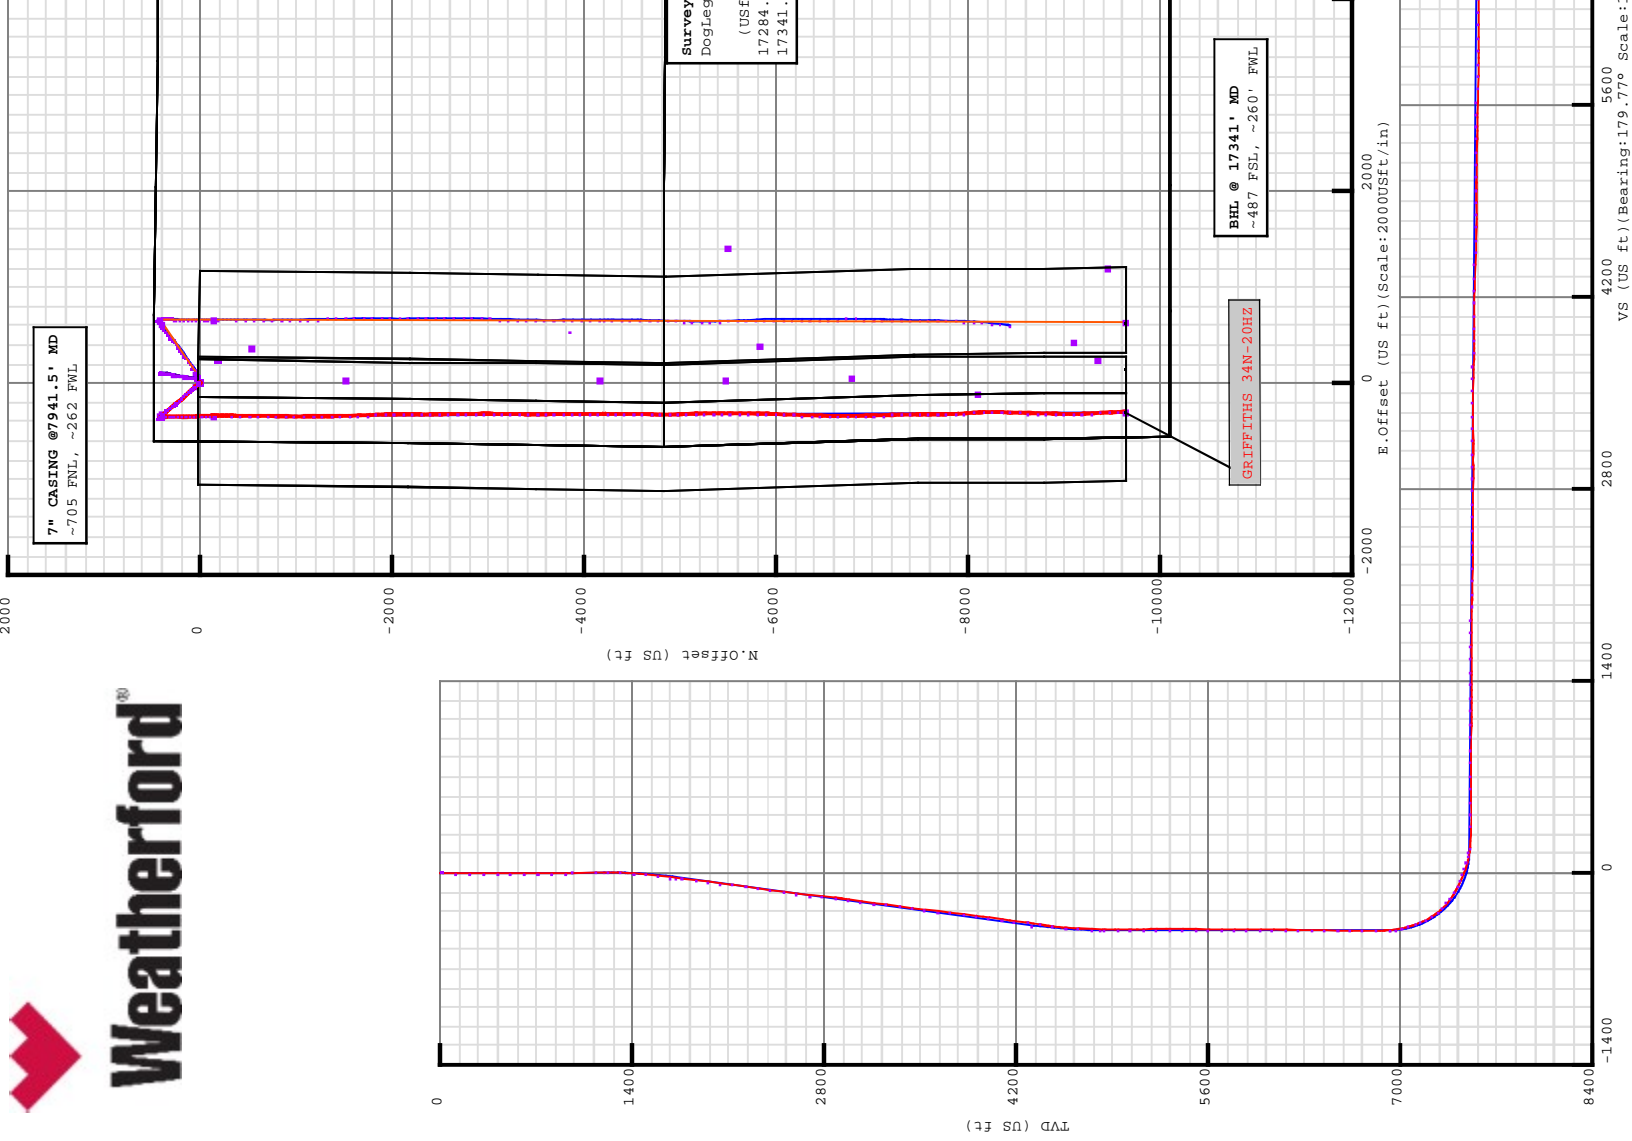 Weatherford®
7" CASING @7941.5' MD
~705 FNL, ~262 FWL
Survey
DogLeg
(USf
17284.
17341.
BHL @ 17341' MD
~487 FSL, ~260' FWL
GRIFFITHS 34N-20HZ
2000
0
-2000
-4000
-6000
-8000
-10000
-12000
N.Offset (US ft)
-2000
0
2000
E.Offset (US ft)(Scale:2000USft/in)
0
1400
2800
4200
5600
7000
8400
TVD (US ft)
-1400
0
1400
2800
4200
5600
VS (US ft)(Bearing:179.77° Scale:1